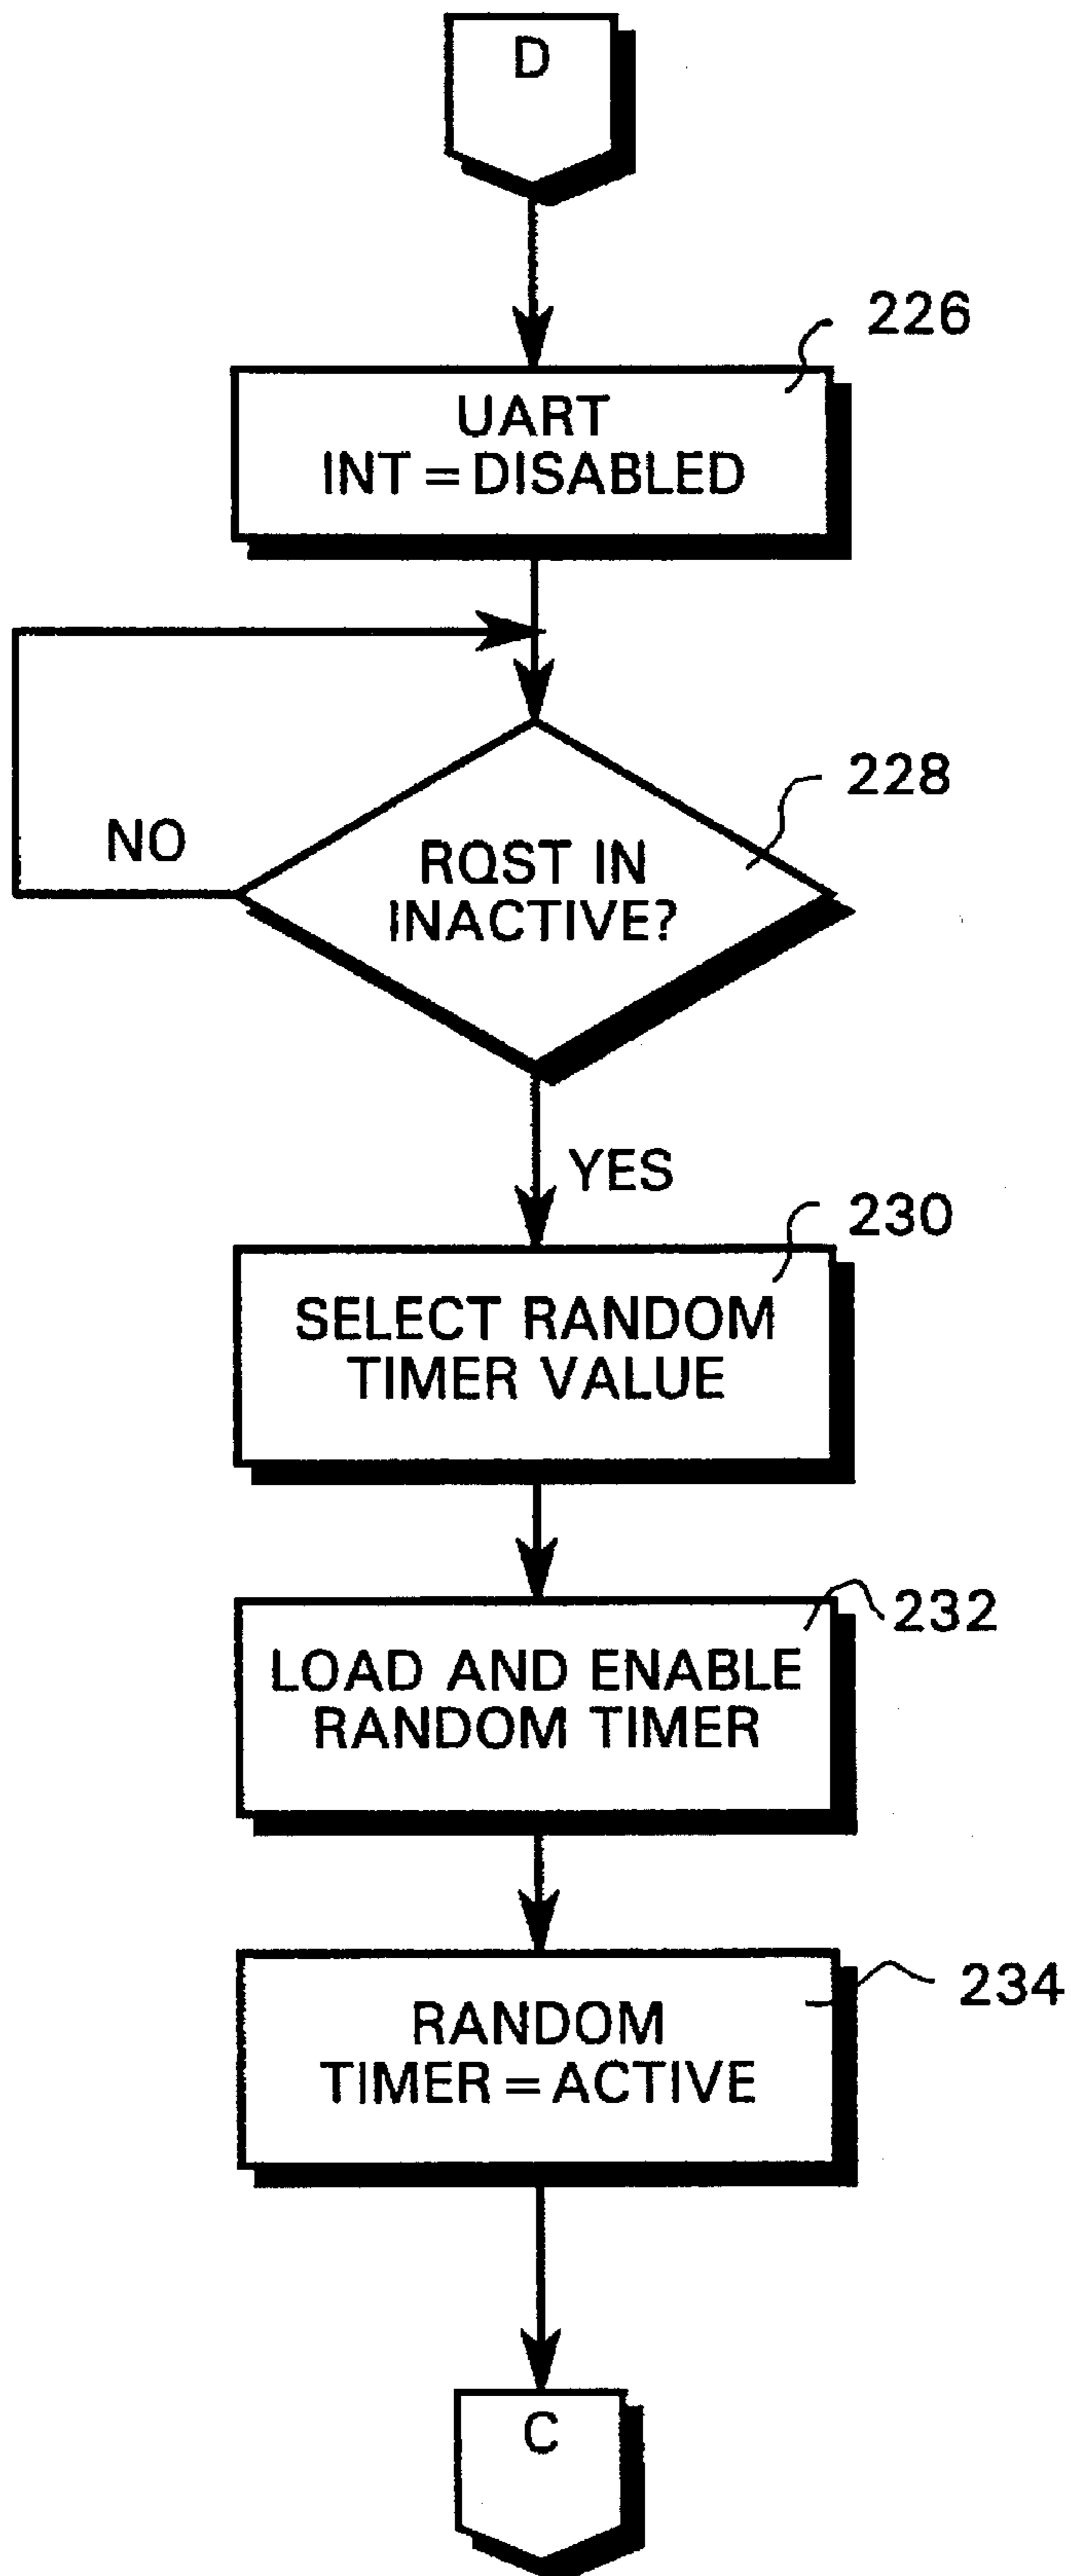 D
226
UART
INT = DISABLED
228
NO
RQST IN
INACTIVE?
YES
230
SELECT RANDOM
TIMER VALUE
232
LOAD AND ENABLE
RANDOM TIMER
234
RANDOM
TIMER = ACTIVE
C